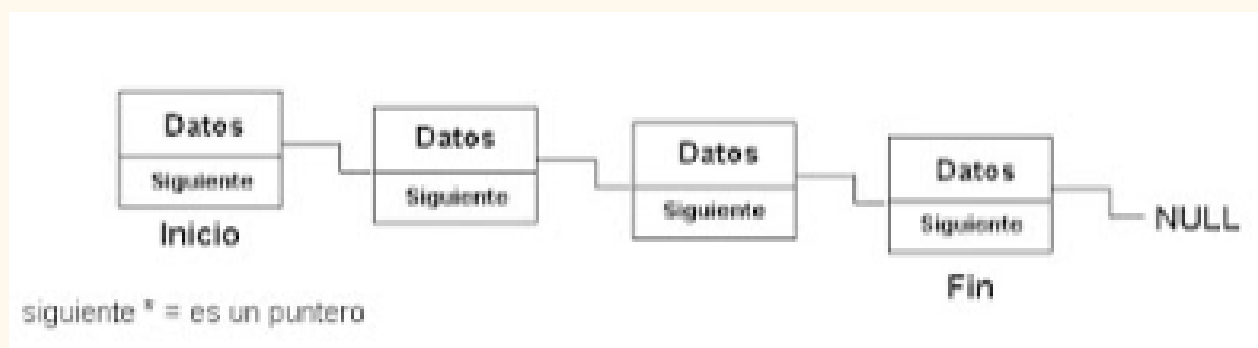 Datos
Siguiente
Inicio
Datos
Siguiente
Datos
Siguiente
Datos
Siguiente
Fin
NULL
siguiente * = es un puntero